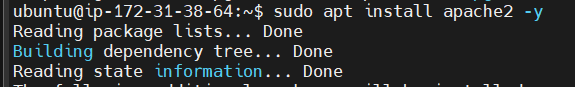 ubuntu@ip-172-31-38-64:~$ sudo apt install apache2 -y
Reading package lists... Done
Building dependency tree... Done
Reading state information... Done